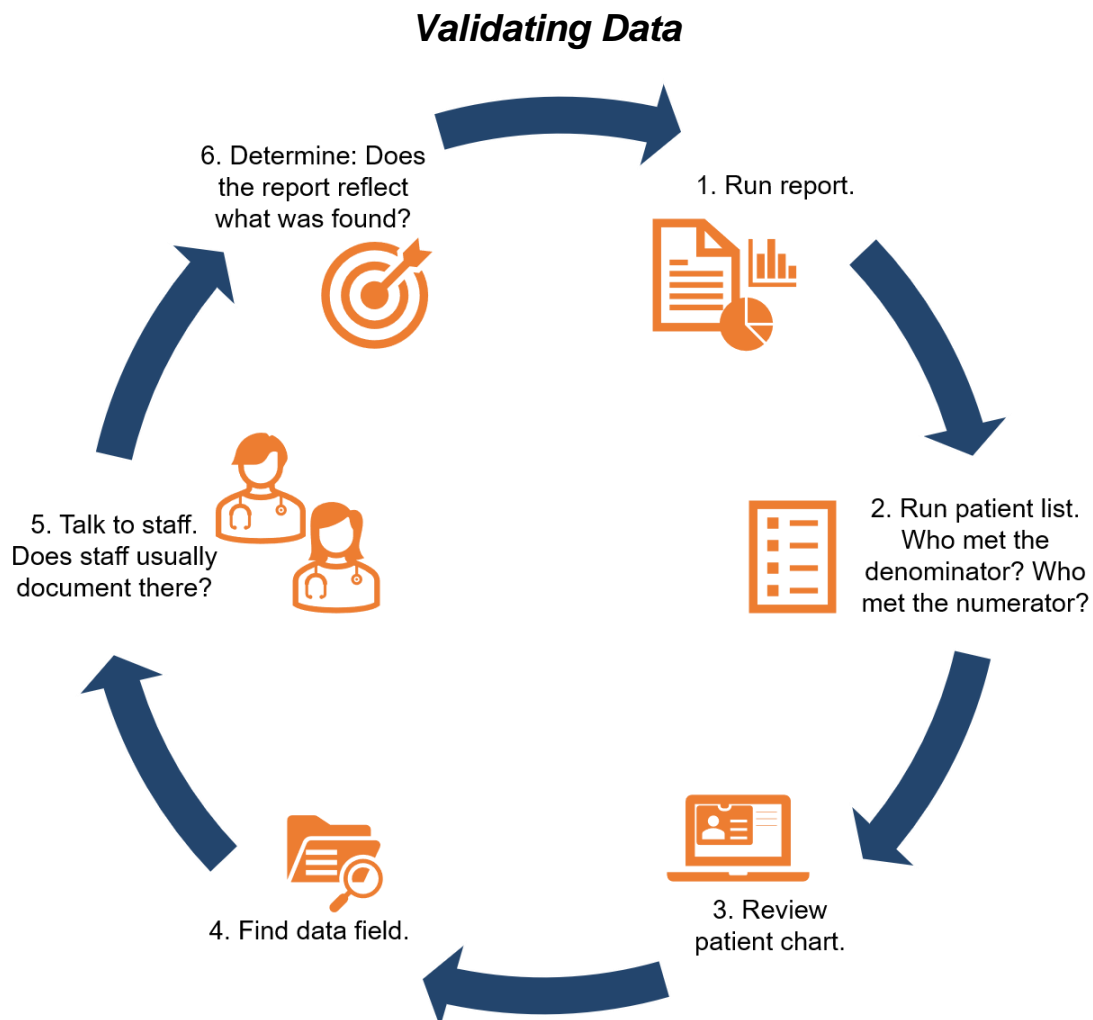 Validating Data
1. Run report.
2. Run patient list.
Who met the
denominator? Who
met the numerator?
3. Review
patient chart.
4. Find data field.
5. Talk to staff.
Does staff usually
document there?
6. Determine: Does
the report reflect
what was found?